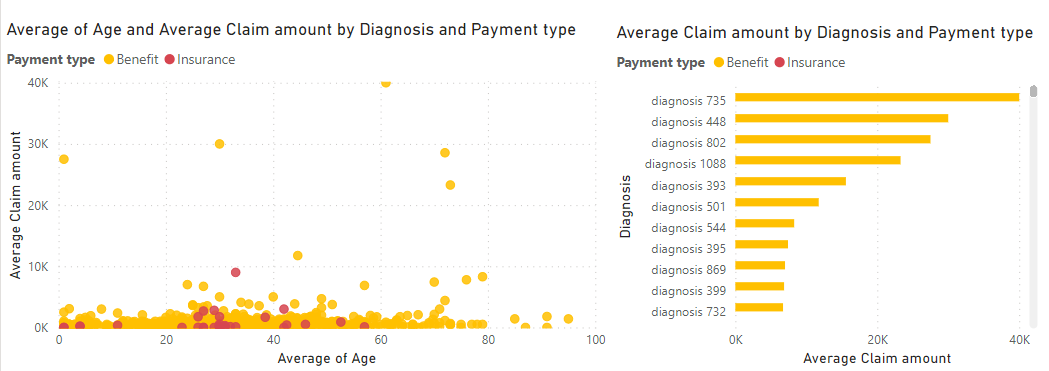 Average of Age and Average Claim amount by Diagnosis and Payment type
Payment type Benefit Insurance
40K
30K
20K
10K
0K
0
20
40
60
80
100
Average Claim amount
Average of Age
Average Claim amount by Diagnosis and Payment type
Payment type Benefit Insurance
diagnosis 735
diagnosis 448
diagnosis 802
diagnosis 1088
diagnosis 393
diagnosis 501
diagnosis 544
diagnosis 395
diagnosis 869
diagnosis 399
diagnosis 732
Diagnosis
0K
20K
40K
Average Claim amount